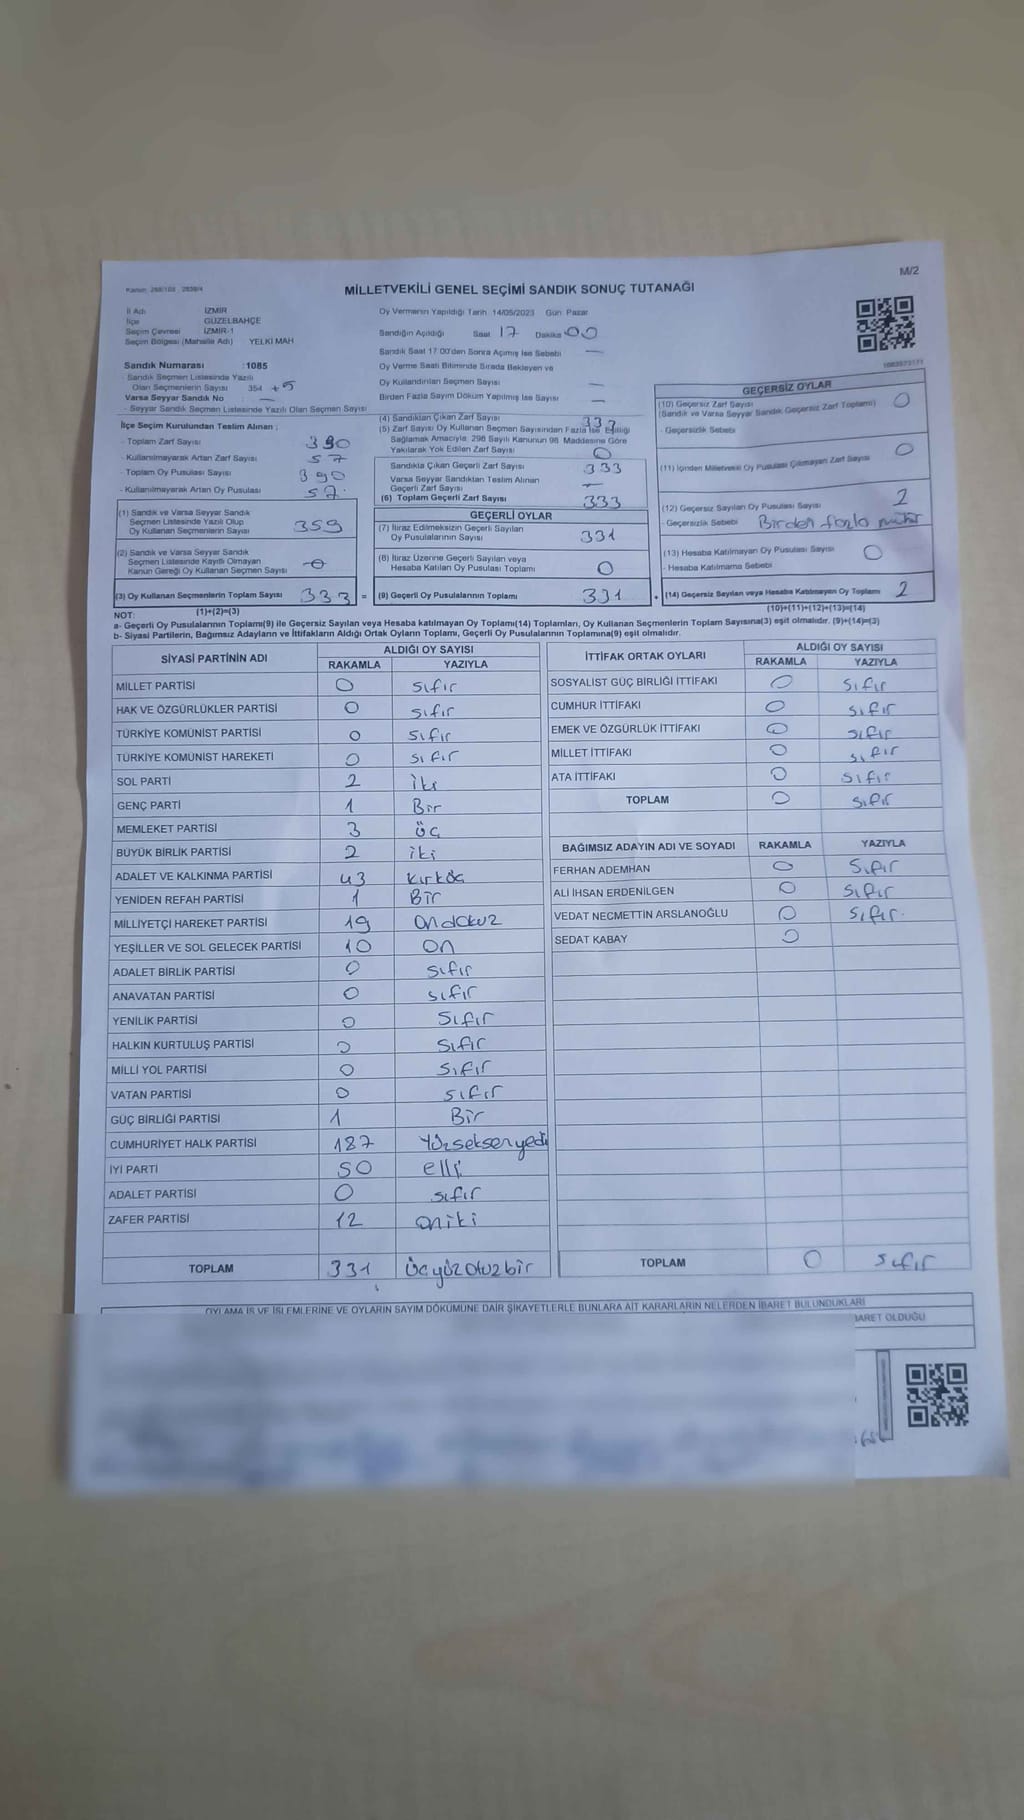 M/2
Kanun: 298/103 , 2839/4
MİLLETVEKİLİ GENEL SEÇİMİ SANDIK SONUÇ TUTANAĞI
İl Adı İZMİR
İlçe GÜZELBAHÇE
Seçim Çevresi İZMİR-1
Seçim Bölgesi (Mahalle Adı) YELKİ MAH
Sandık Numarası :1085
- Sandık Seçmen Listesinde Yazılı
Olan Seçmenlerin Sayısı 354 +5
Varsa Seyyar Sandık No : —
- Seyyar Sandık Seçmen Listesinde Yazılı Olan Seçmen Sayısı
İlçe Seçim Kurulundan Teslim Alınan ;
- Toplam Zarf Sayısı 390
- Kullanılmayarak Artan Zarf Sayısı 57
- Toplam Oy Pusulası Sayısı 390
- Kullanılmayarak Artan Oy Pusulası 57
(1) Sandık ve Varsa Seyyar Sandık
Seçmen Listesinde Yazılı Olup
Oy Kullanan Seçmenlerin Sayısı 359
(2) Sandık ve Varsa Seyyar Sandık
Seçmen Listesinde Kayıtlı Olmayan
Kanun Gereği Oy Kullanan Seçmen Sayısı 0
(3) Oy Kullanan Seçmenlerin Toplam Sayısı 333 =
(1)+(2)=(3)
Oy Vermenin Yapıldığı Tarih: 14/05/2023 Gün: Pazar
Sandığın Açıldığı Saat 17 Dakika 00
Sandık Saat 17:00'den Sonra Açımış İse Sebebi —
Oy Verme Saati Bitiminde Sırada Bekleyen ve
Oy Kullandırılan Seçmen Sayısı —
Birden Fazla Sayım Döküm Yapılmış İse Sayısı —
(4) Sandıktan Çıkan Zarf Sayısı 333
(5) Zarf Sayısı Oy Kullanan Seçmen Sayısından Fazla İse Eşitliği
Sağlamak Amacıyla, 298 Sayılı Kanunun 98. Maddesine Göre
Yakılarak Yok Edilen Zarf Sayısı 0
Sandıkla Çıkan Geçerli Zarf Sayısı 333
Varsa Seyyar Sandıktan Teslim Alınan
Geçerli Zarf Sayısı —
(6) Toplam Geçerli Zarf Sayısı 333
GEÇERLİ OYLAR
(7) İtiraz Edilmeksizin Geçerli Sayılan
Oy Pusulalarının Sayısı 331
(8) İtiraz Üzerine Geçerli Sayılan veya
Hesaba Katılan Oy Pusulası Toplamı 0
(9) Geçerli Oy Pusulalarının Toplamı 331 +
GEÇERSİZ OYLAR
(10) Geçersiz Zarf Sayısı 0
(Sandık ve Varsa Seyyar Sandık Geçersiz Zarf Toplamı)
- Geçersizlik Sebebi
(11) İçinden Milletvekili Oy Pusulası Çıkmayan Zarf Sayısı 0
(12) Geçersiz Sayılan Oy Pusulası Sayısı 2
- Geçersizlik Sebebi Birden fazla mühür
(13) Hesaba Katılmayan Oy Pusulası Sayısı 0
- Hesaba Katılmama Sebebi
(14) Geçersiz Sayılan veya Hesaba Katılmayan Oy Toplamı 2
(10)+(11)+(12)+(13)=(14)
NOT:
a- Geçerli Oy Pusulalarının Toplamı(9) ile Geçersiz Sayılan veya Hesaba katılmayan Oy Toplamı(14) Toplamları, Oy Kullanan Seçmenlerin Toplam Sayısına(3) eşit olmalıdır. (9)+(14)=(3)
b- Siyasi Partilerin, Bağımsız Adayların ve İttifakların Aldığı Ortak Oyların Toplamı, Geçerli Oy Pusulalarının Toplamına(9) eşit olmalıdır.
SİYASİ PARTİNİN ADI ALDIĞI OY SAYISI
RAKAMLA YAZIYLA
MİLLET PARTİSİ 0 sıfır
HAK VE ÖZGÜRLÜKLER PARTİSİ 0 sıfır
TÜRKİYE KOMÜNİST PARTİSİ 0 sıfır
TÜRKİYE KOMÜNİST HAREKETİ 0 sıfır
SOL PARTİ 2 iki
GENÇ PARTİ 1 Bir
MEMLEKET PARTİSİ 3 üç
BÜYÜK BİRLİK PARTİSİ 2 iki
ADALET VE KALKINMA PARTİSİ 43 kırküç
YENİDEN REFAH PARTİSİ 1 Bir
MİLLİYETÇİ HAREKET PARTİSİ 19 ondokuz
YEŞİLLER VE SOL GELECEK PARTİSİ 10 on
ADALET BİRLİK PARTİSİ 0 sıfır
ANAVATAN PARTİSİ 0 sıfır
YENİLİK PARTİSİ 0 sıfır
HALKIN KURTULUŞ PARTİSİ 0 sıfır
MİLLİ YOL PARTİSİ 0 sıfır
VATAN PARTİSİ 0 sıfır
GÜÇ BİRLİĞİ PARTİSİ 1 Bir
CUMHURİYET HALK PARTİSİ 187 Yüzseksenyedi
İYİ PARTİ 50 elli
ADALET PARTİSİ 0 sıfır
ZAFER PARTİSİ 12 oniki
TOPLAM 331 üçyüzotuzbir
İTTİFAK ORTAK OYLARI ALDIĞI OY SAYISI
RAKAMLA YAZIYLA
SOSYALİST GÜÇ BİRLİĞİ İTTİFAKI 0 sıfır
CUMHUR İTTİFAKI 0 sıfır
EMEK VE ÖZGÜRLÜK İTTİFAKI 0 sıfır
MİLLET İTTİFAKI 0 sıfır
ATA İTTİFAKI 0 sıfır
TOPLAM 0 sıfır
BAĞIMSIZ ADAYIN ADI VE SOYADI RAKAMLA YAZIYLA
FERHAN ADEMHAN 0 sıfır
ALİ İHSAN ERDENİLGEN 0 sıfır
VEDAT NECMETTİN ARSLANOĞLU 0 sıfır
SEDAT KABAY 0
TOPLAM 0 sıfır
OYLAMA İŞ VE İŞLEMLERİNE VE OYLARIN SAYIM DÖKÜMÜNE DAİR ŞİKAYETLERLE BUNLARA AİT KARARLARIN NELERDEN İBARET BULUNDUKLARI
BARET OLDUĞU